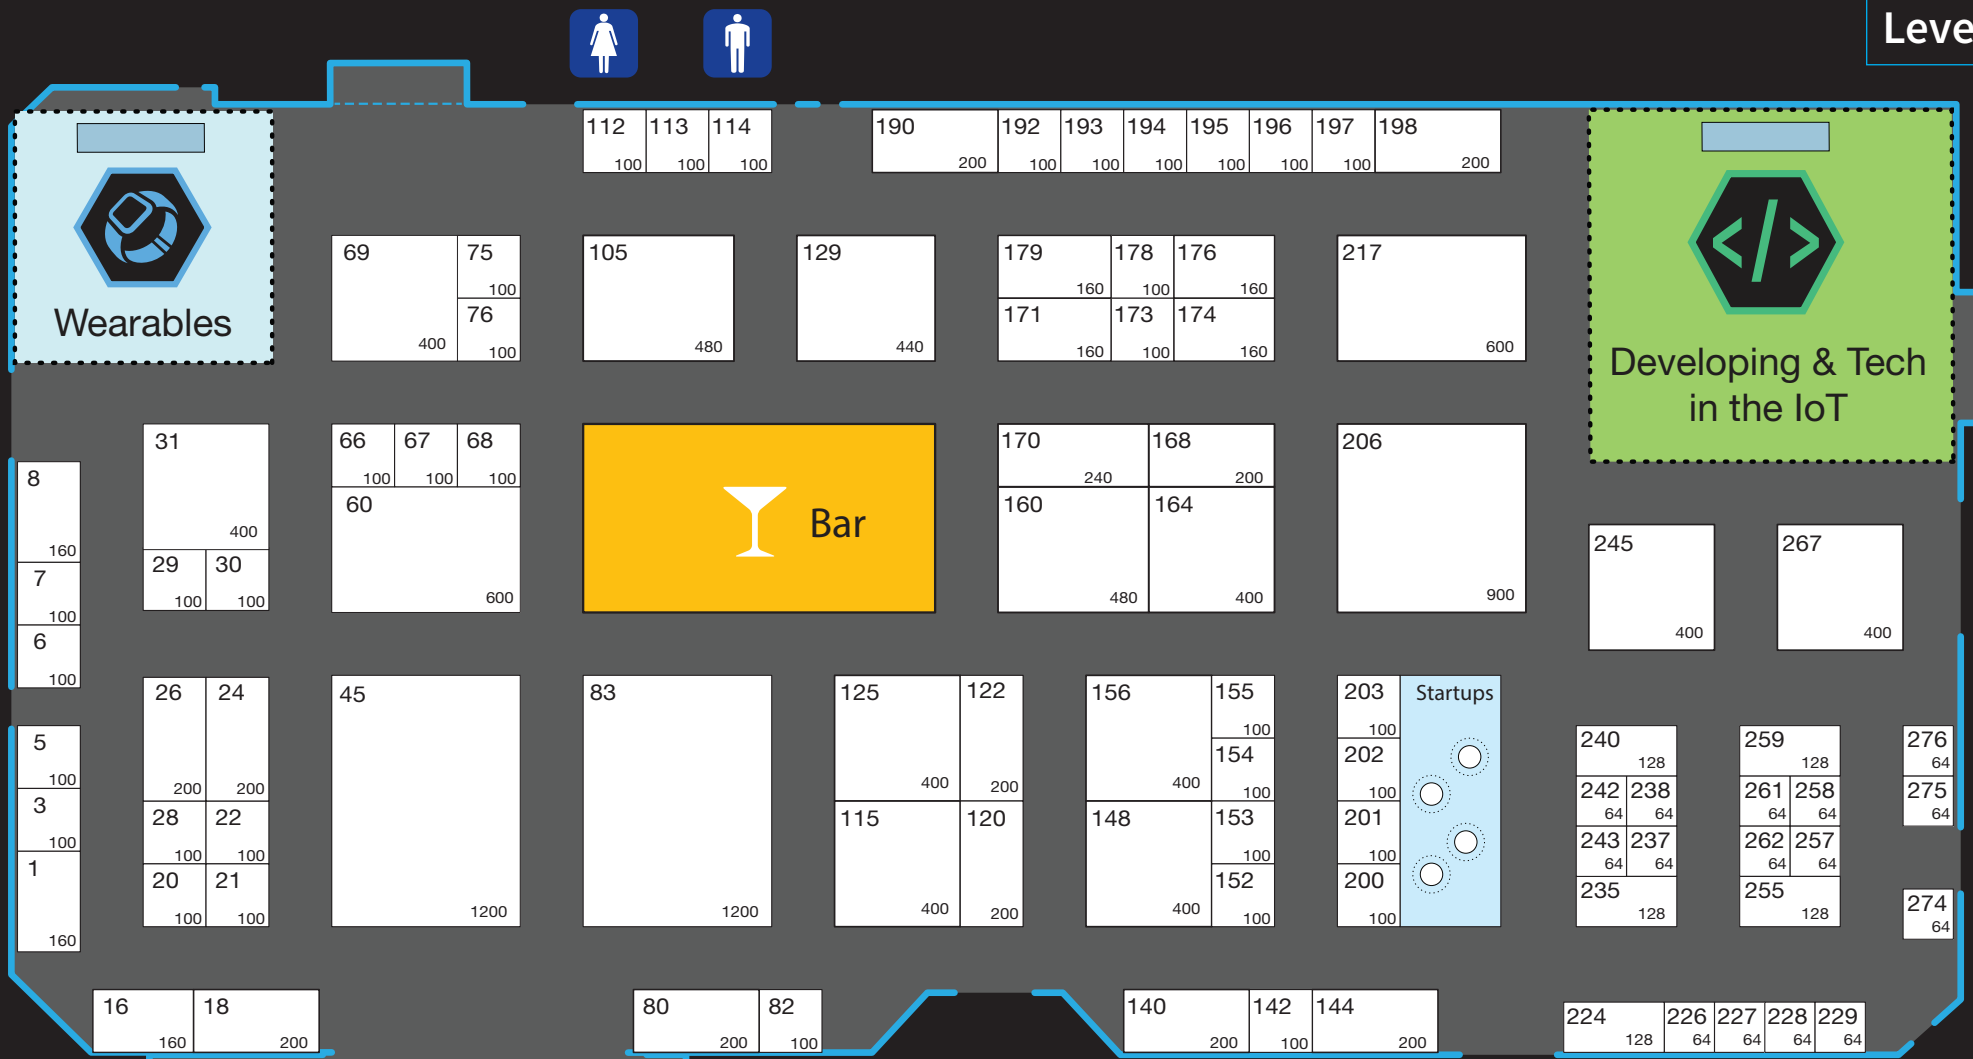 Leve
112 113 114 190 192 193 194 195 196 197 198
100 100 100 200 100 100 100 100 100 100 200
Wearables
69 75 105 129 179 178 176 217
100 160 100 160
76 171 173 174
400 100 480 440 160 100 160 600
</>
Developing & Tech
in the IoT
31 66 67 68 170 168 206
100 100 100 240 200
8 60 160 164
400
160
Bar
245 267
7 29 30
100 100 100 600 480 400 900
6
100
400 400
26 24 45 83 125 122 156 155 203 Startups
100 100
5 154 202 240 259 276
100 128 128 64
200 200 400 200 400 100 100
3 242 238 261 258 275
64 64 64 64 64
28 22 115 120 148 153 201
100 100 100 100 100
243 237 262 257
64 64 64 64
1 20 21 152 200 235 255
100 100 1200 1200 400 200 400 100 100 128 128
160
274
64
16 18 80 82 140 142 144 224 226 227 228 229
160 200 200 100 200 100 200 128 64 64 64 64